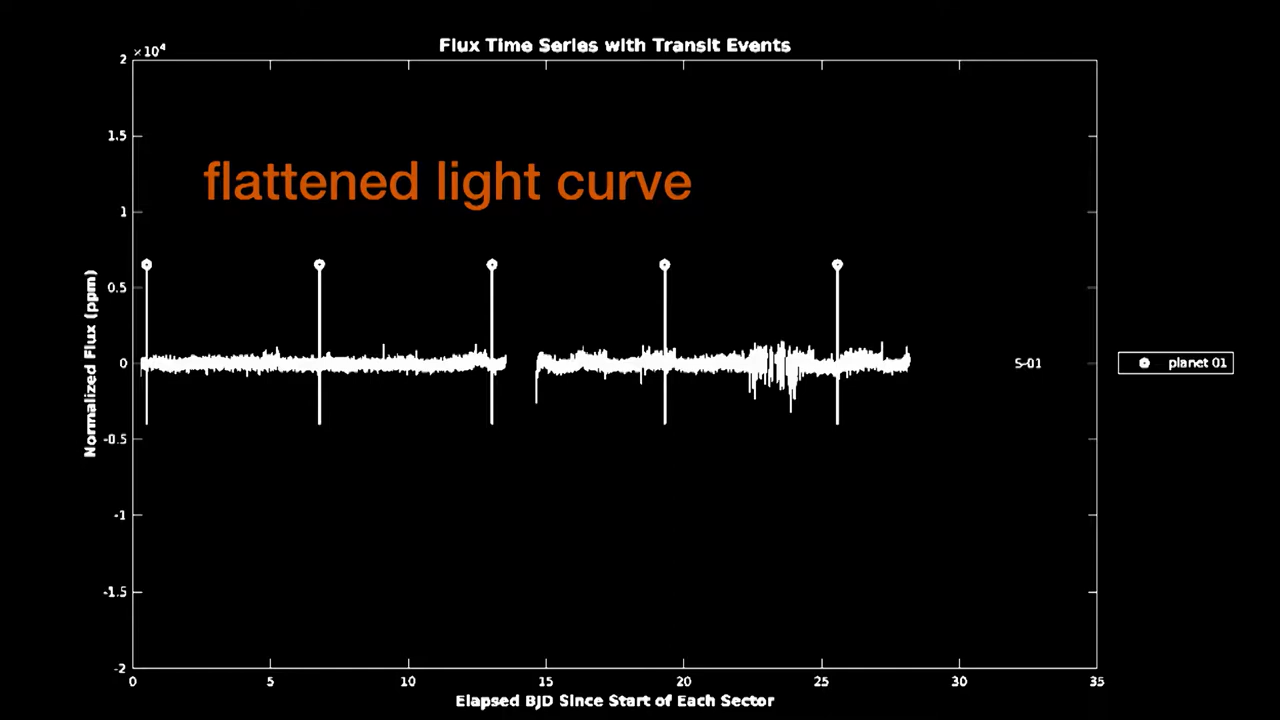 Flux Time Series with Transit Events
×10⁴
2
1.5
1
0.5
0
-0.5
-1
-1.5
-2
flattened light curve
Normalized Flux (ppm)
S-01
planet 01
0 5 10 15 20 25 30 35
Elapsed BJD Since Start of Each Sector